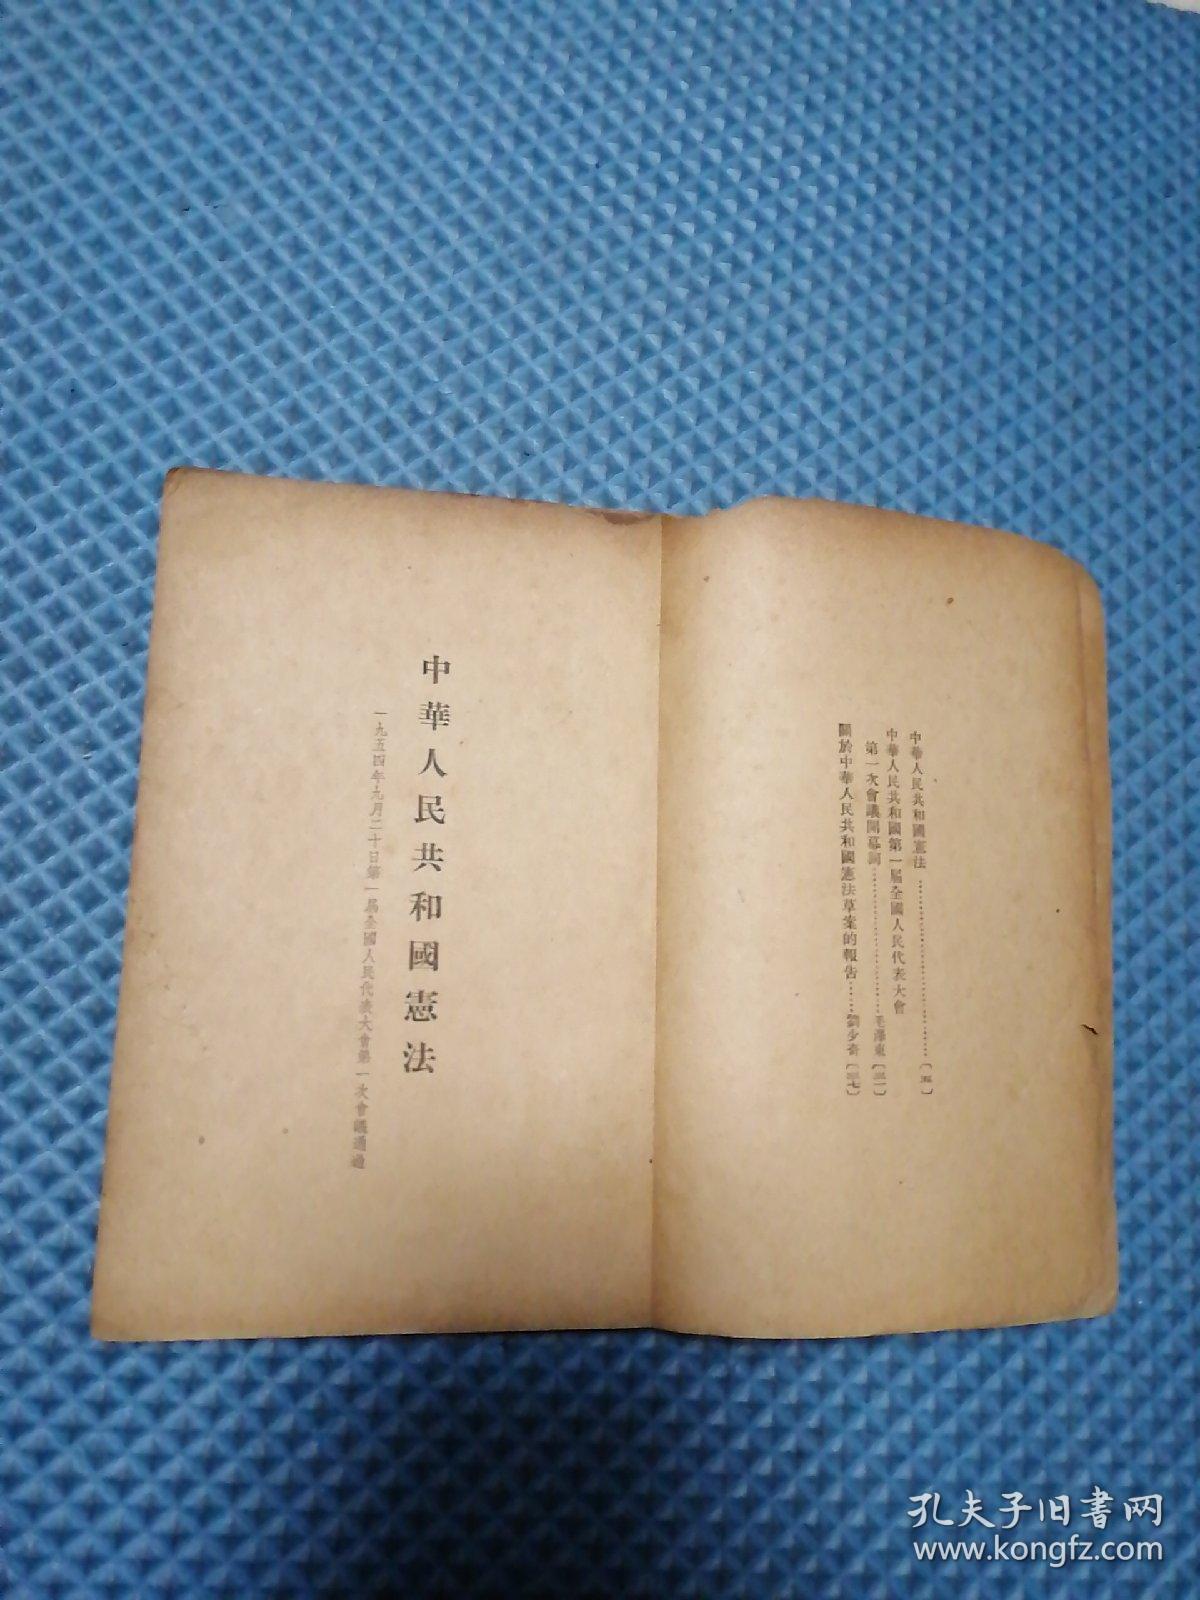 中華人民共和國憲法……………………〔五〕
中華人民共和國第一屆全國人民代表大會
第一次會議開幕詞……………………毛澤東〔三一〕
關於中華人民共和國憲法草案的報告……劉少奇〔三七〕
中華人民共和國憲法
一九五四年九月二十日第一屆全國人民代表大會第一次會議通過
孔夫子旧书网
www.kongfz.com